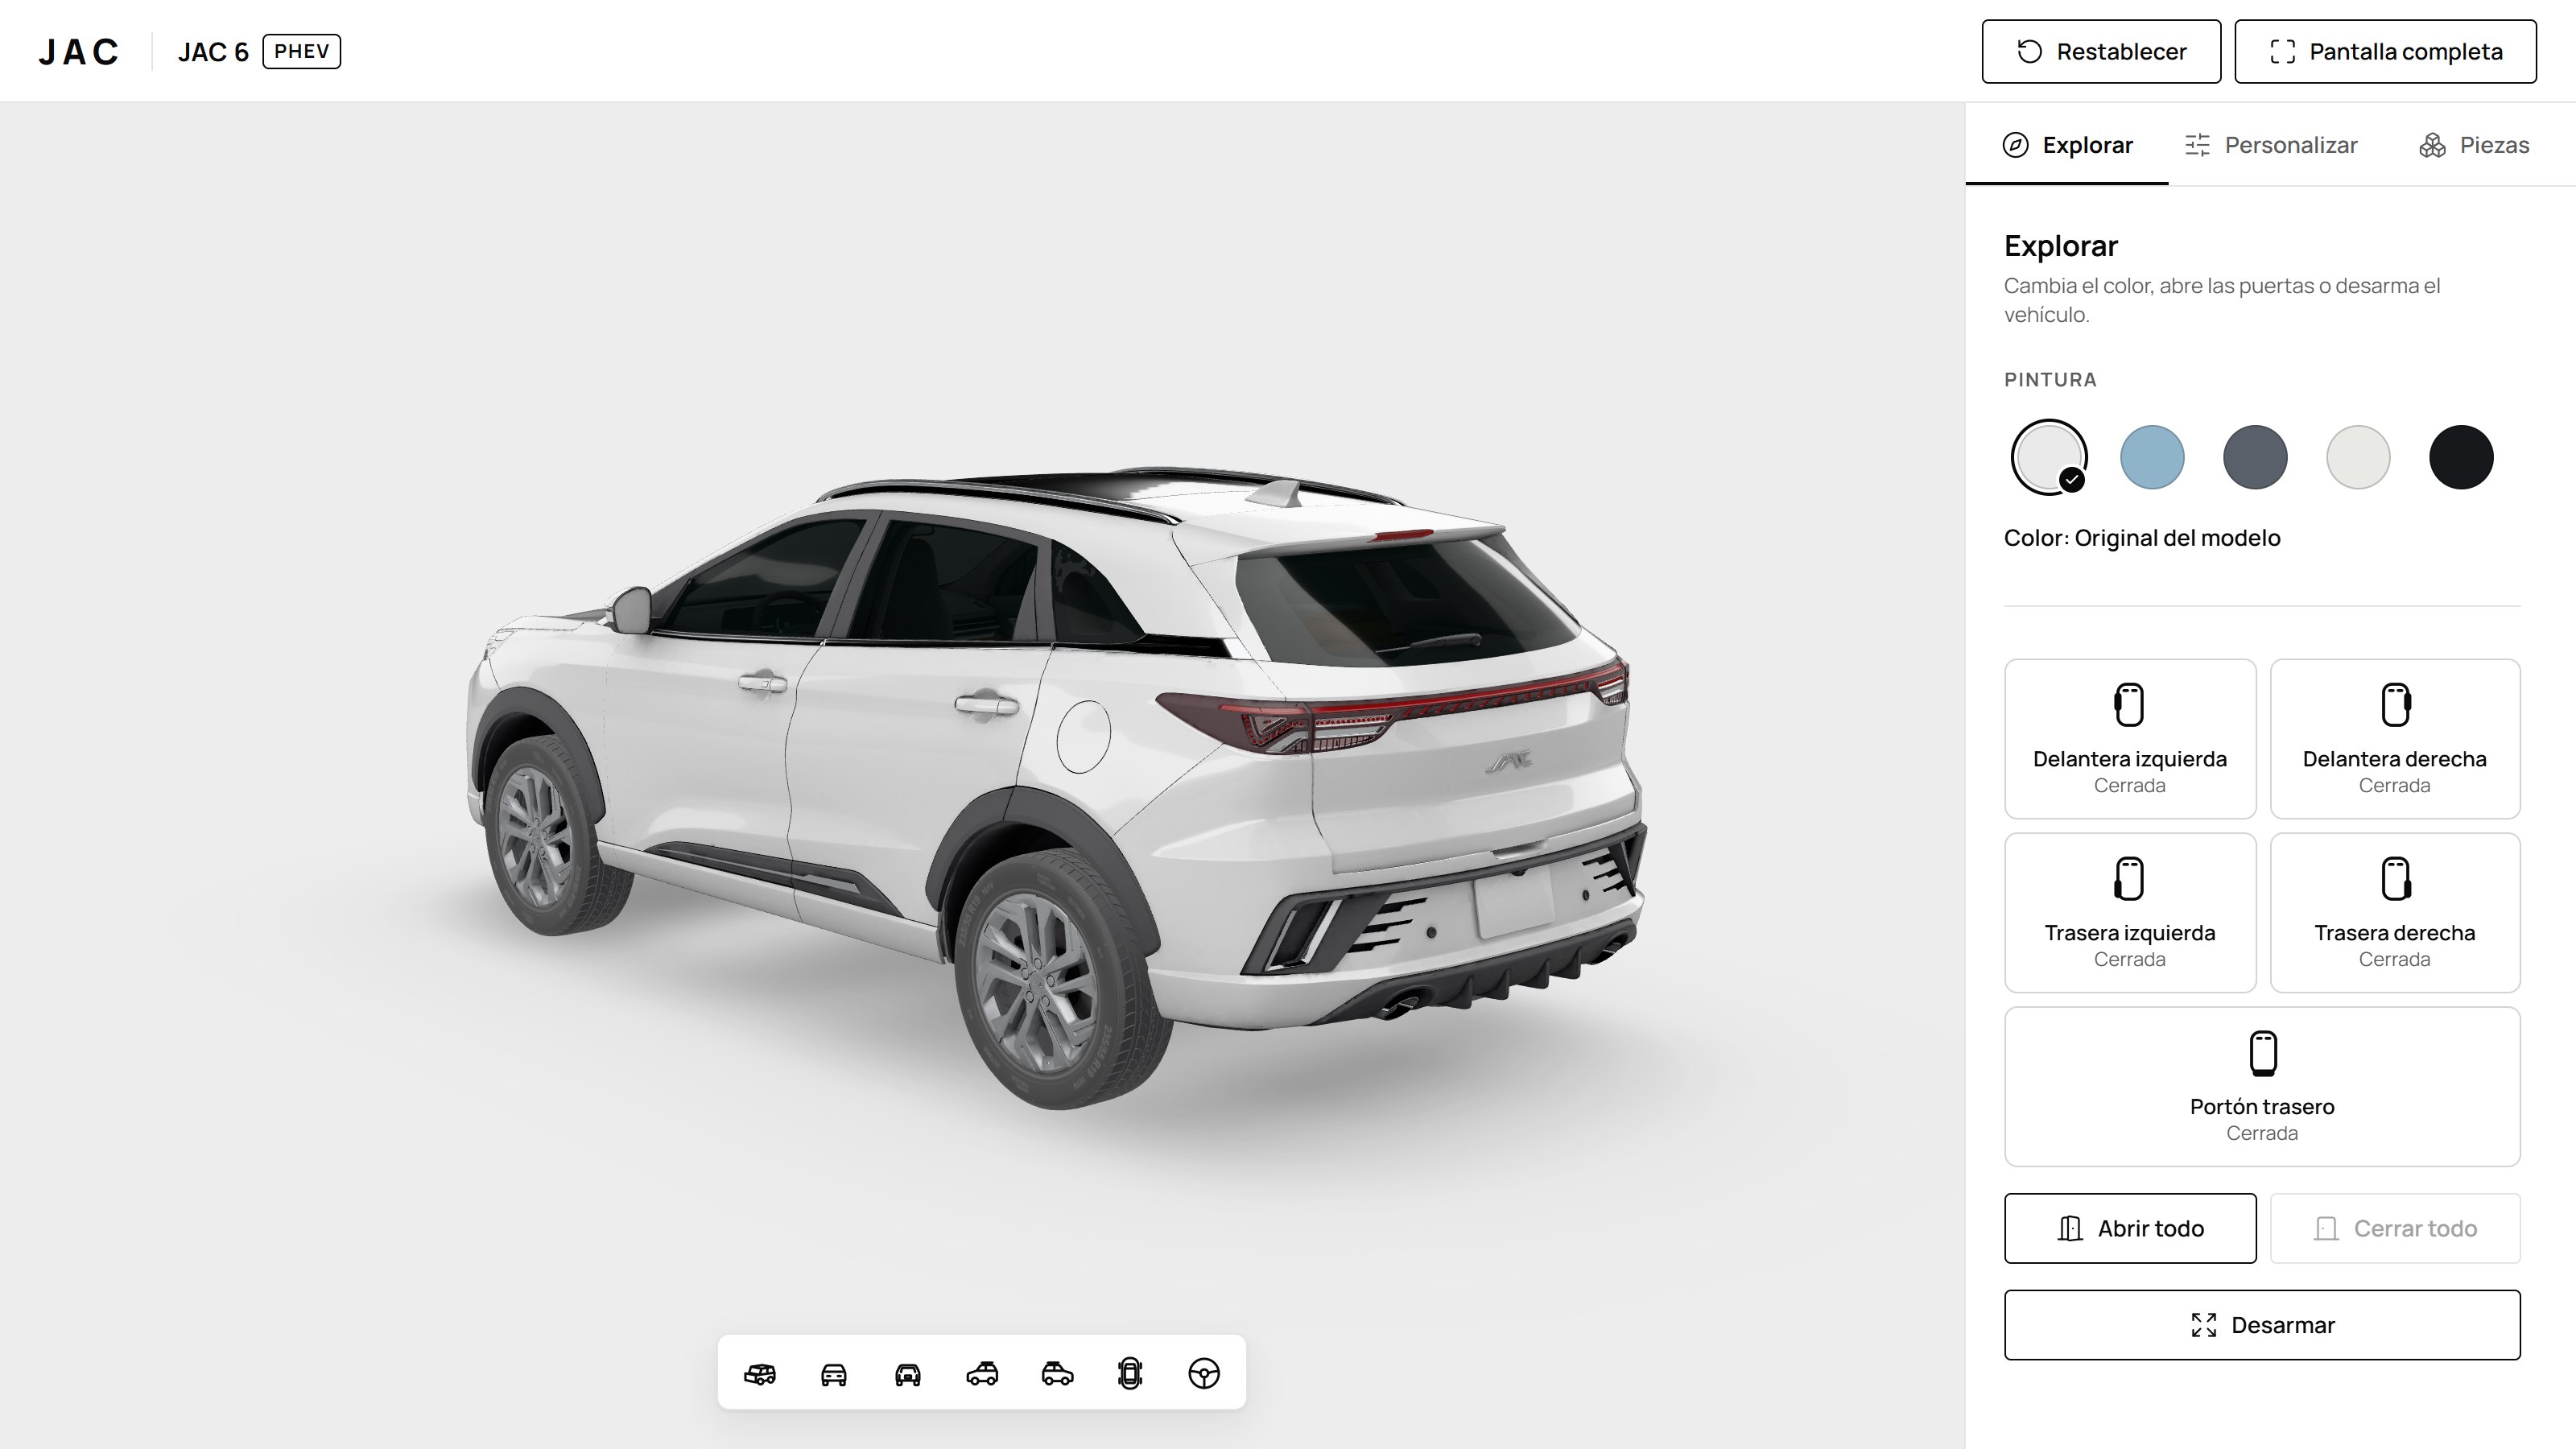 JAC
JAC 6 PHEV
Restablecer
Pantalla completa
Explorar
Personalizar
Piezas
Explorar
Cambia el color, abre las puertas o desarma el
vehículo.
PINTURA
Color: Original del modelo
Delantera izquierda
Cerrada
Delantera derecha
Cerrada
Trasera izquierda
Cerrada
Trasera derecha
Cerrada
Portón trasero
Cerrada
Abrir todo
Cerrar todo
Desarmar
JAC